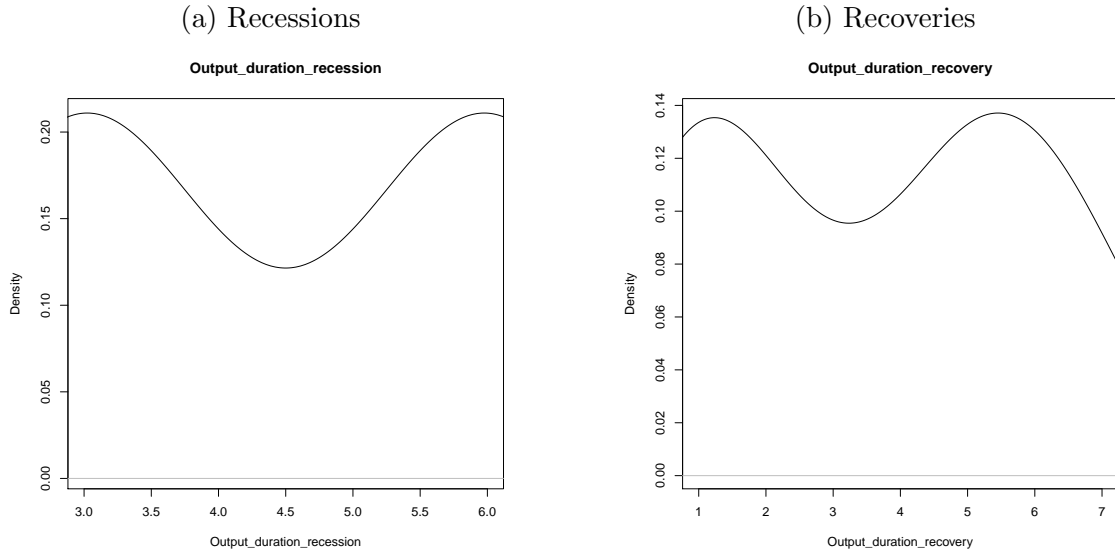 (a) Recessions
Output_duration_recession
Density
0.20
0.15
0.10
0.05
0.00
3.0 3.5 4.0 4.5 5.0 5.5 6.0
Output_duration_recession
(b) Recoveries
Output_duration_recovery
Density
0.14
0.12
0.10
0.08
0.06
0.04
0.02
0.00
1 2 3 4 5 6 7
Output_duration_recovery